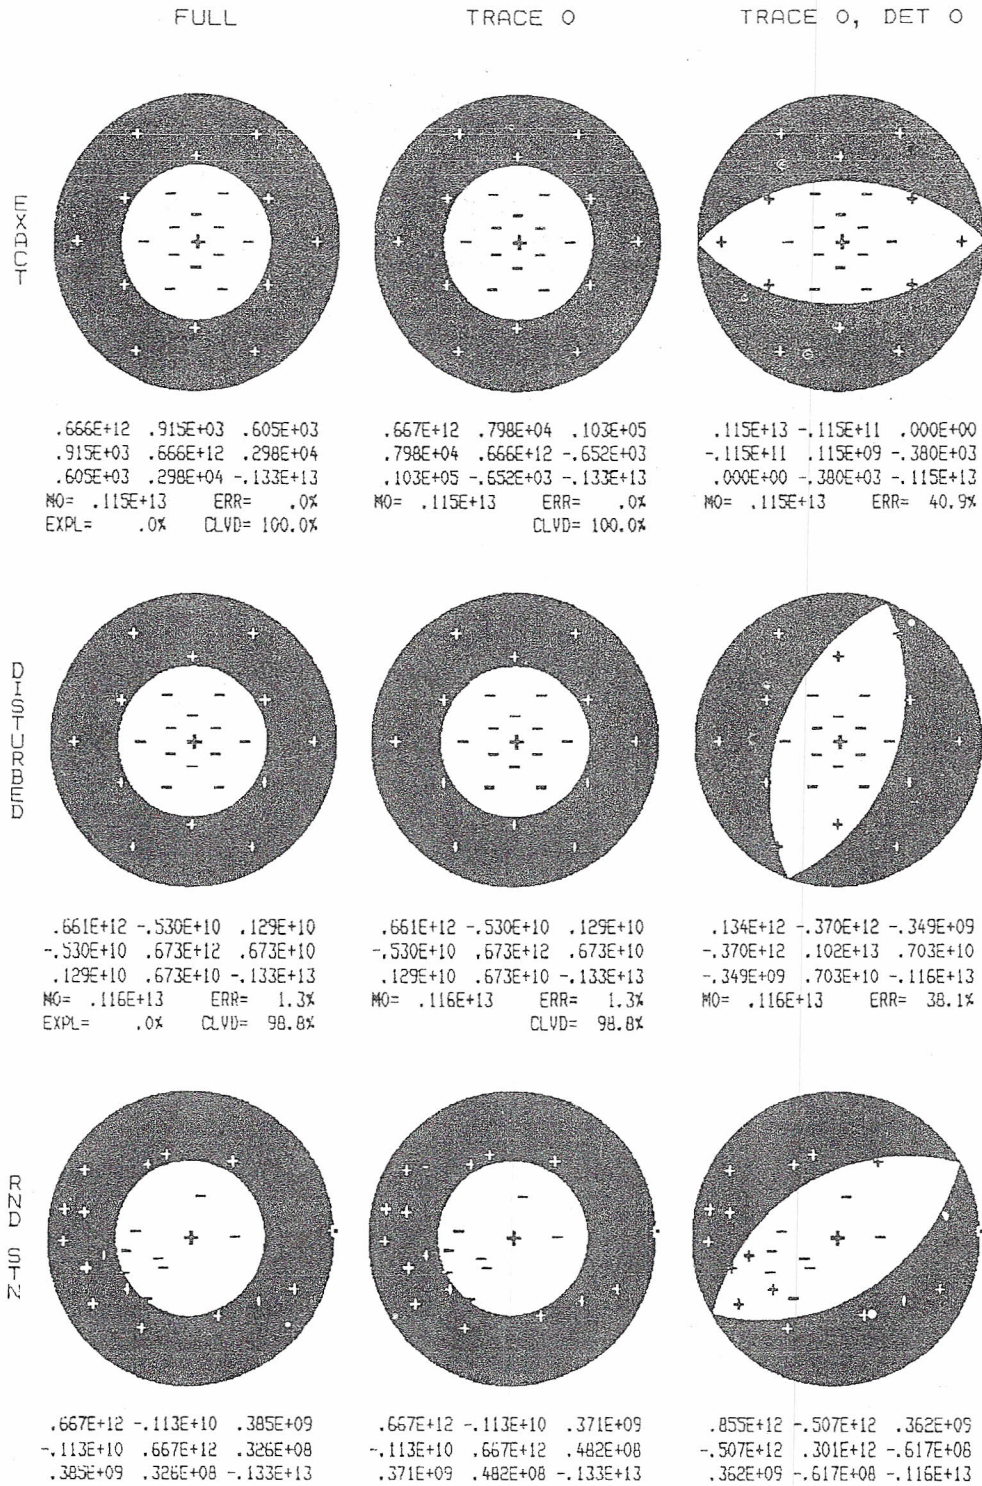 FULL TRACE 0 TRACE 0, DET 0
EXACT
.666E+12 .915E+03 .605E+03 .667E+12 .798E+04 .103E+05 .115E+13 -.115E+11 .000E+00
.915E+03 .666E+12 .298E+04 .798E+04 .666E+12 -.652E+03 -.115E+11 .115E+09 -.380E+03
.605E+03 .298E+04 -.133E+13 .103E+05 -.652E+03 -.133E+13 .000E+00 -.380E+03 -.115E+13
MO= .115E+13 ERR= .0% MO= .115E+13 ERR= .0% MO= .115E+13 ERR= 40.9%
EXPL= .0% CLVD= 100.0% CLVD= 100.0%
DISTURBED
.661E+12 -.530E+10 .129E+10 .661E+12 -.530E+10 .129E+10 .134E+12 -.370E+12 -.349E+09
-.530E+10 .673E+12 .673E+10 -.530E+10 .673E+12 .673E+10 -.370E+12 .102E+13 .703E+10
.129E+10 .673E+10 -.133E+13 .129E+10 .673E+10 -.133E+13 -.349E+09 .703E+10 -.116E+13
MO= .116E+13 ERR= 1.3% MO= .116E+13 ERR= 1.3% MO= .116E+13 ERR= 38.1%
EXPL= .0% CLVD= 98.8% CLVD= 98.8%
RND STN
.667E+12 -.113E+10 .385E+09 .667E+12 -.113E+10 .371E+09 .855E+12 -.507E+12 .362E+09
-.113E+10 .667E+12 .326E+08 -.113E+10 .667E+12 .482E+08 -.507E+12 .301E+12 -.617E+08
.385E+09 .326E+08 -.133E+13 .371E+09 .482E+08 -.133E+13 .362E+09 -.617E+08 -.116E+13